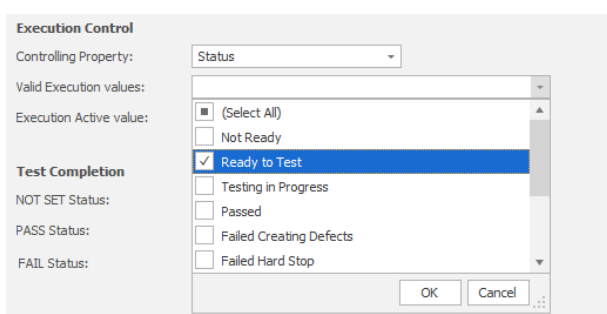 Execution Control
Controlling Property: Status
Valid Execution values:
Execution Active value:
(Select All)
Not Ready
Ready to Test
Testing in Progress
Passed
Failed Creating Defects
Failed Hard Stop
OK Cancel
Test Completion
NOT SET Status:
PASS Status:
FAIL Status: